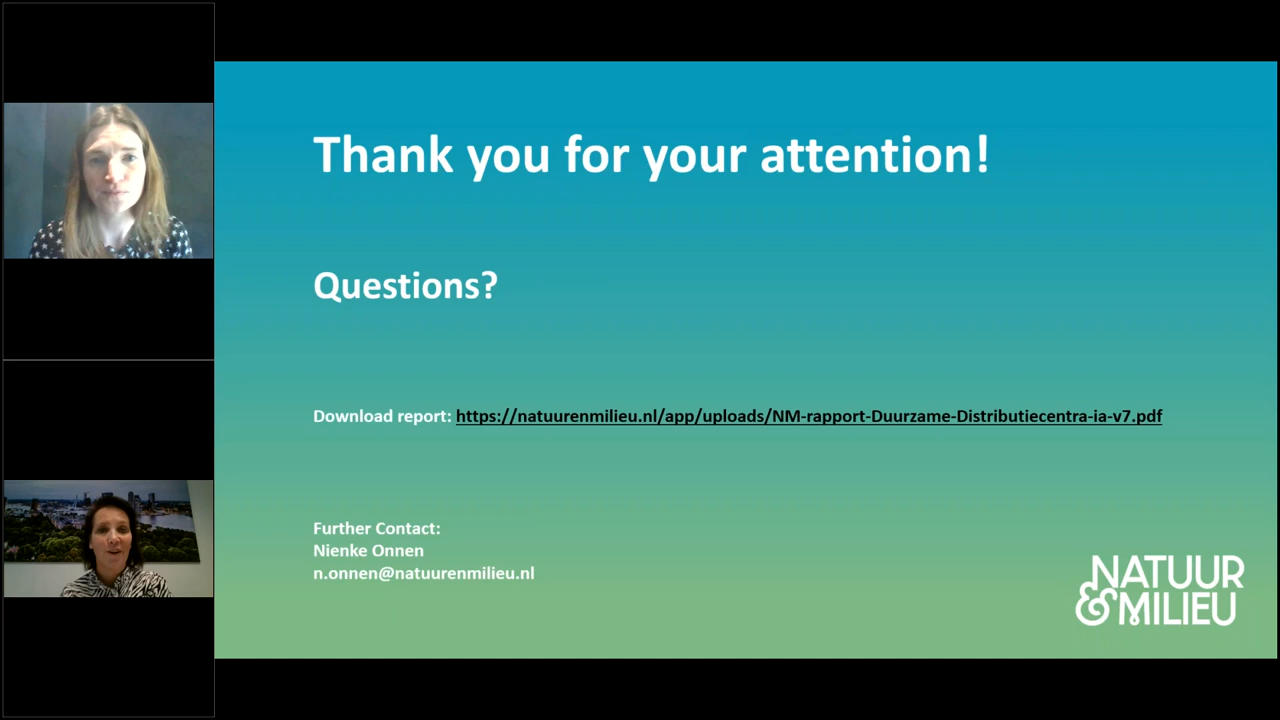 Thank you for your attention!
Questions?
Download report: https://natuurenmilieu.nl/app/uploads/NM-rapport-Duurzame-Distributiecentra-ia-v7.pdf
Further Contact:
Nienke Onnen
n.onnen@natuurenmilieu.nl
NATUUR
&MILIEU